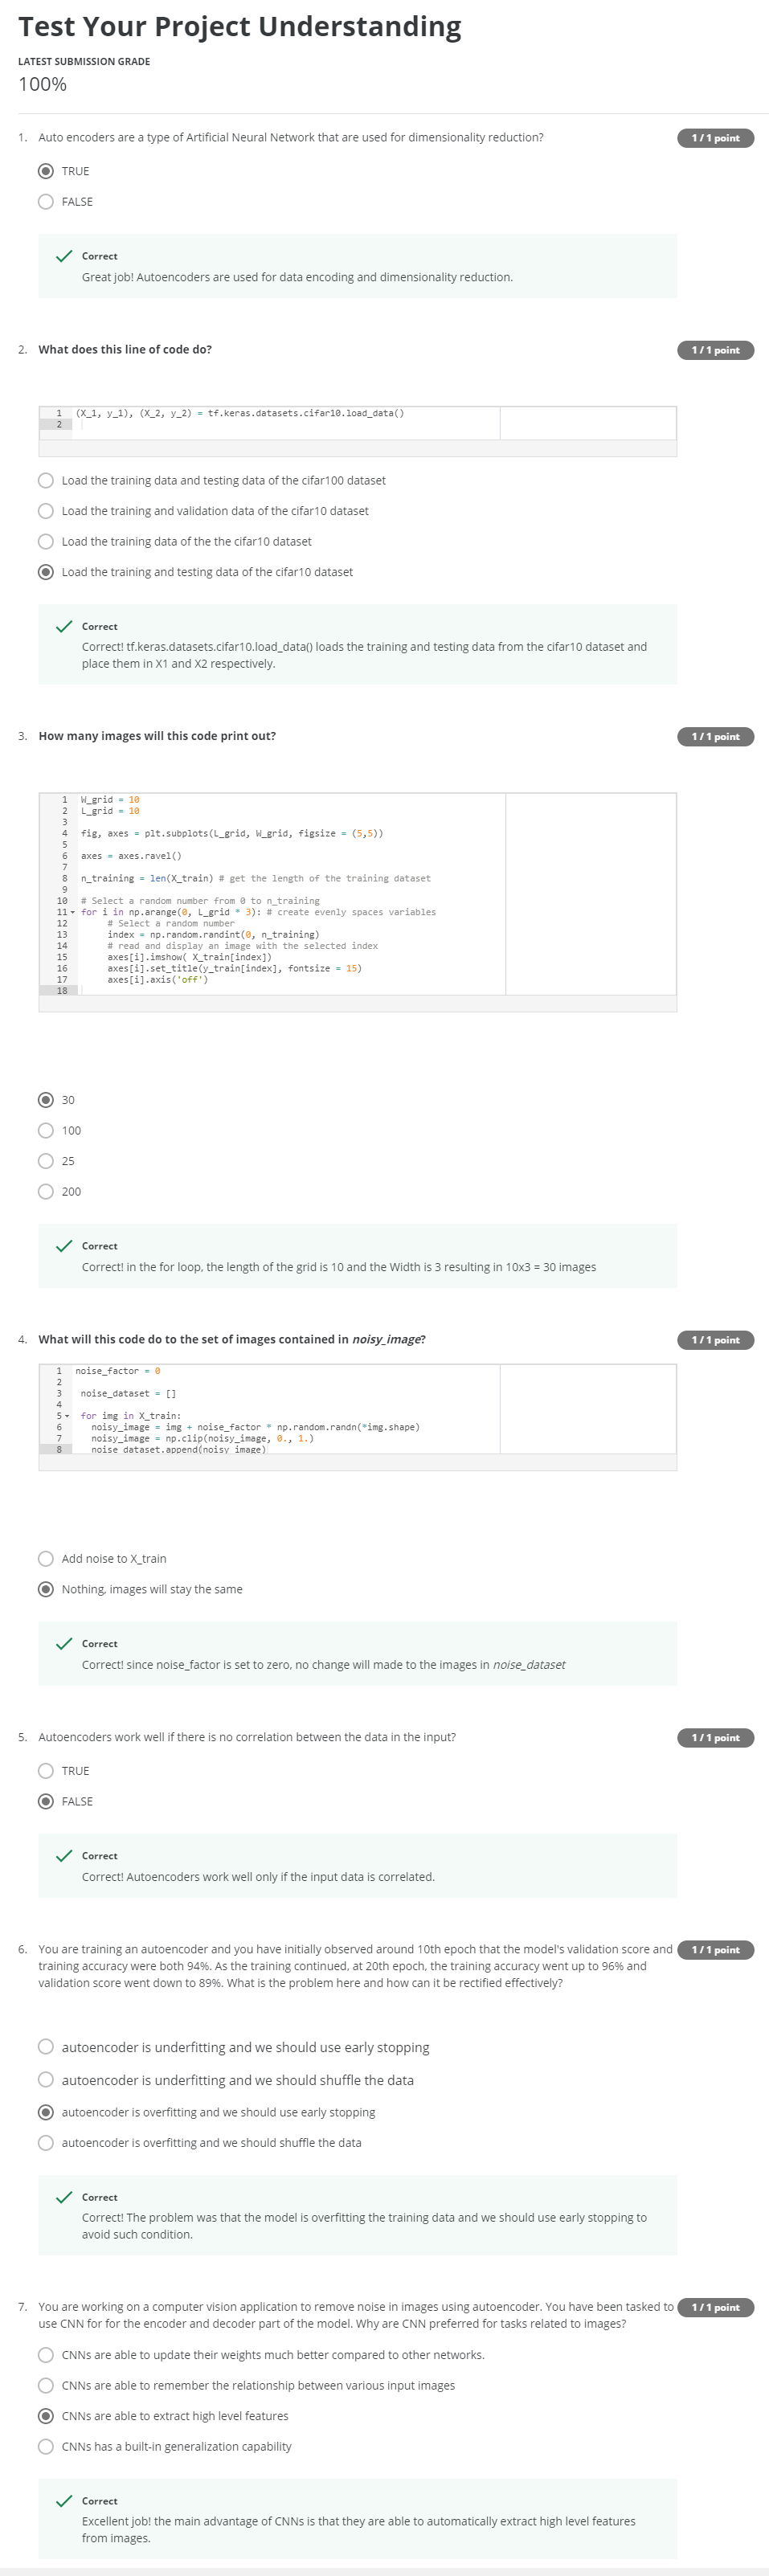 Test Your Project Understanding
LATEST SUBMISSION GRADE
100%
1. Auto encoders are a type of Artificial Neural Network that are used for dimensionality reduction?
1 / 1 point
TRUE
FALSE
Correct
Great job! Autoencoders are used for data encoding and dimensionality reduction.
2. What does this line of code do?
1 / 1 point
1 (X_1, y_1), (X_2, y_2) = tf.keras.datasets.cifar10.load_data()
2
Load the training data and testing data of the cifar100 dataset
Load the training and validation data of the cifar10 dataset
Load the training data of the the cifar10 dataset
Load the training and testing data of the cifar10 dataset
Correct
Correct! tf.keras.datasets.cifar10.load_data() loads the training and testing data from the cifar10 dataset and
place them in X1 and X2 respectively.
3. How many images will this code print out?
1 / 1 point
1 W_grid = 10
2 L_grid = 10
3
4 fig, axes = plt.subplots(L_grid, W_grid, figsize = (5,5))
5
6 axes = axes.ravel()
7
8 n_training = len(X_train) # get the length of the training dataset
9
10 # Select a random number from 0 to n_training
11 for i in np.arange(0, L_grid * 3): # create evenly spaces variables
12 # Select a random number
13 index = np.random.randint(0, n_training)
14 # read and display an image with the selected index
15 axes[i].imshow( X_train[index])
16 axes[i].set_title(y_train[index], fontsize = 15)
17 axes[i].axis('off')
18
30
100
25
200
Correct
Correct! in the for loop, the length of the grid is 10 and the Width is 3 resulting in 10x3 = 30 images
4. What will this code do to the set of images contained in noisy_image?
1 / 1 point
1 noise_factor = 0
2
3 noise_dataset = []
4
5 for img in X_train:
6 noisy_image = img + noise_factor * np.random.randn(*img.shape)
7 noisy_image = np.clip(noisy_image, 0., 1.)
8 noise_dataset.append(noisy_image)
Add noise to X_train
Nothing, images will stay the same
Correct
Correct! since noise_factor is set to zero, no change will made to the images in noise_dataset
5. Autoencoders work well if there is no correlation between the data in the input?
1 / 1 point
TRUE
FALSE
Correct
Correct! Autoencoders work well only if the input data is correlated.
6. You are training an autoencoder and you have initially observed around 10th epoch that the model's validation score and
1 / 1 point
training accuracy were both 94%. As the training continued, at 20th epoch, the training accuracy went up to 96% and
validation score went down to 89%. What is the problem here and how can it be rectified effectively?
autoencoder is underfitting and we should use early stopping
autoencoder is underfitting and we should shuffle the data
autoencoder is overfitting and we should use early stopping
autoencoder is overfitting and we should shuffle the data
Correct
Correct! The problem was that the model is overfitting the training data and we should use early stopping to
avoid such condition.
7. You are working on a computer vision application to remove noise in images using autoencoder. You have been tasked to
1 / 1 point
use CNN for for the encoder and decoder part of the model. Why are CNN preferred for tasks related to images?
CNNs are able to update their weights much better compared to other networks.
CNNs are able to remember the relationship between various input images
CNNs are able to extract high level features
CNNs has a built-in generalization capability
Correct
Excellent job! the main advantage of CNNs is that they are able to automatically extract high level features
from images.